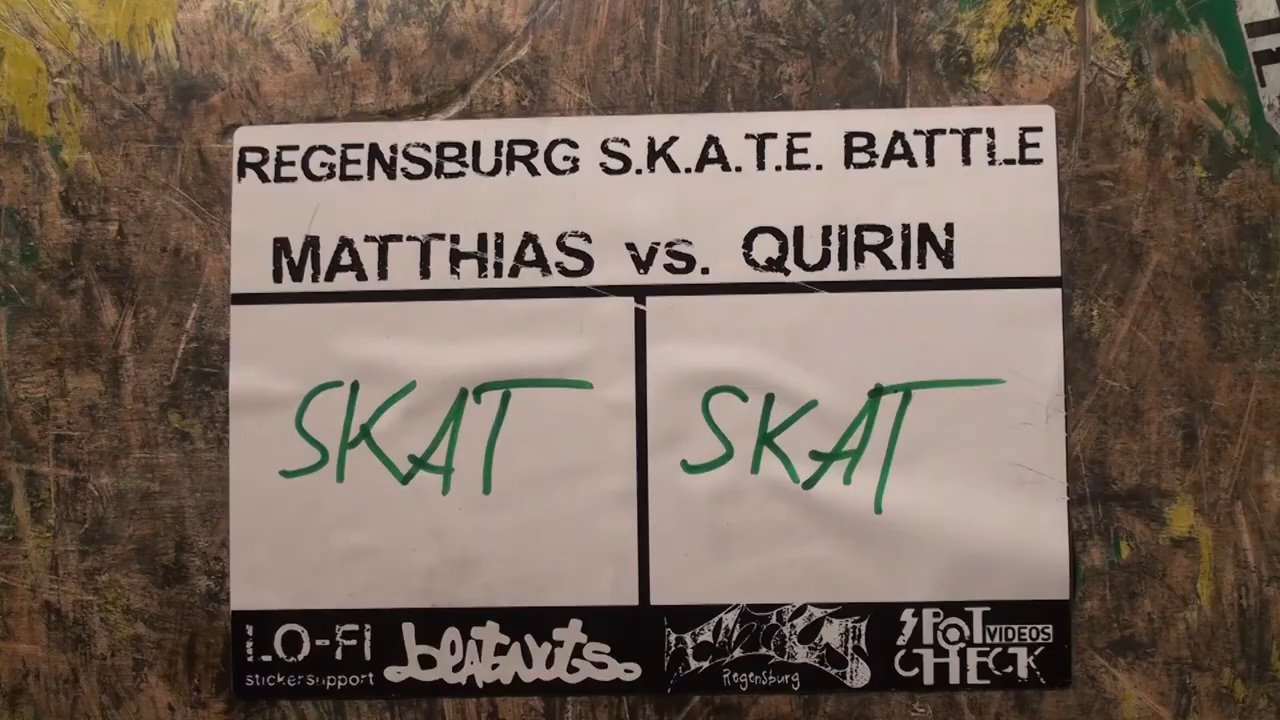 REGENSBURG S.K.A.T.E. BATTLE
MATTHIAS vs. QUIRIN
SKAT
SKAT
LO-FI
stickersupport
beatnuts.
Regensburg
SPOT
VIDEOS
CHECK